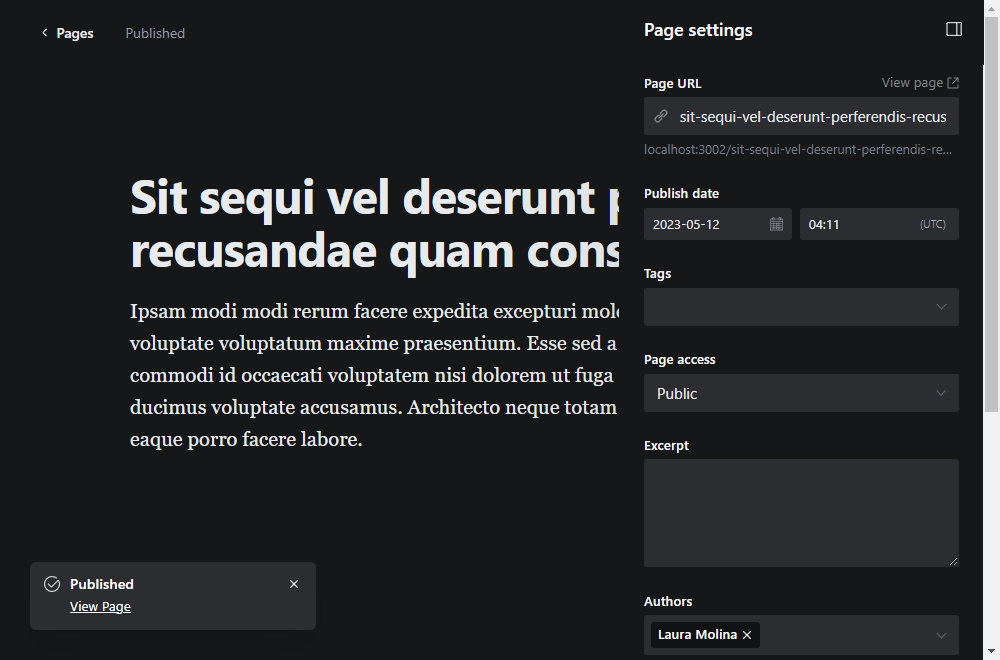 Pages
Published
Page settings
Page URL
View page
sit-sequi-vel-deserunt-perferendis-recus
localhost:3002/sit-sequi-vel-deserunt-perferendis-re...
Publish date
2023-05-12
04:11
(UTC)
Sit sequi vel deserunt
recusandae quam cons
Tags
Ipsam modi modi rerum facere expedita excepturi mole
voluptate voluptatum maxime praesentium. Esse sed a
commodi id occaecati voluptatem nisi dolorem ut fuga
ducimus voluptate accusamus. Architecto neque totam
eaque porro facere labore.
Page access
Public
Excerpt
Published
View Page
Authors
Laura Molina